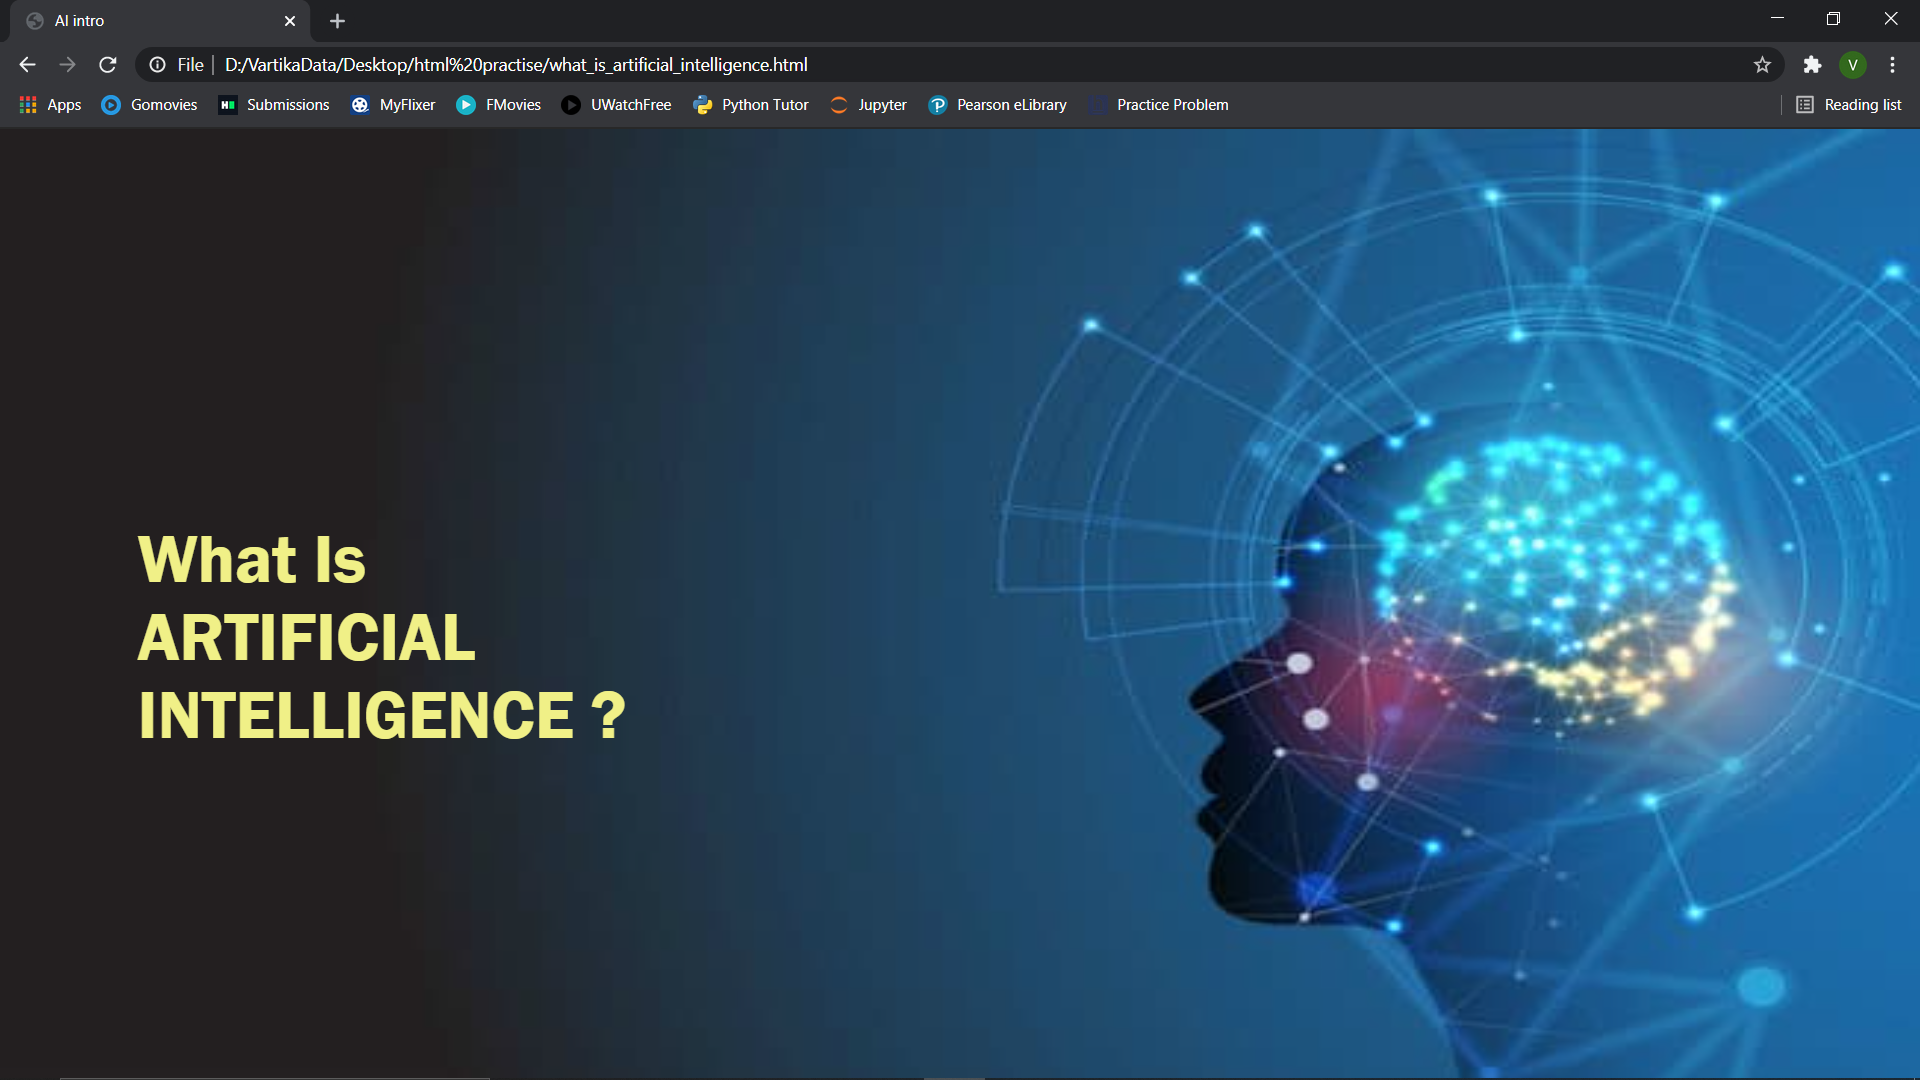 AI intro
File D:/VartikaData/Desktop/html%20practise/what_is_artificial_intelligence.html
V
Apps Gomovies Submissions MyFlixer FMovies UWatchFree Python Tutor Jupyter Pearson eLibrary Practice Problem Reading list
What Is
ARTIFICIAL
INTELLIGENCE ?